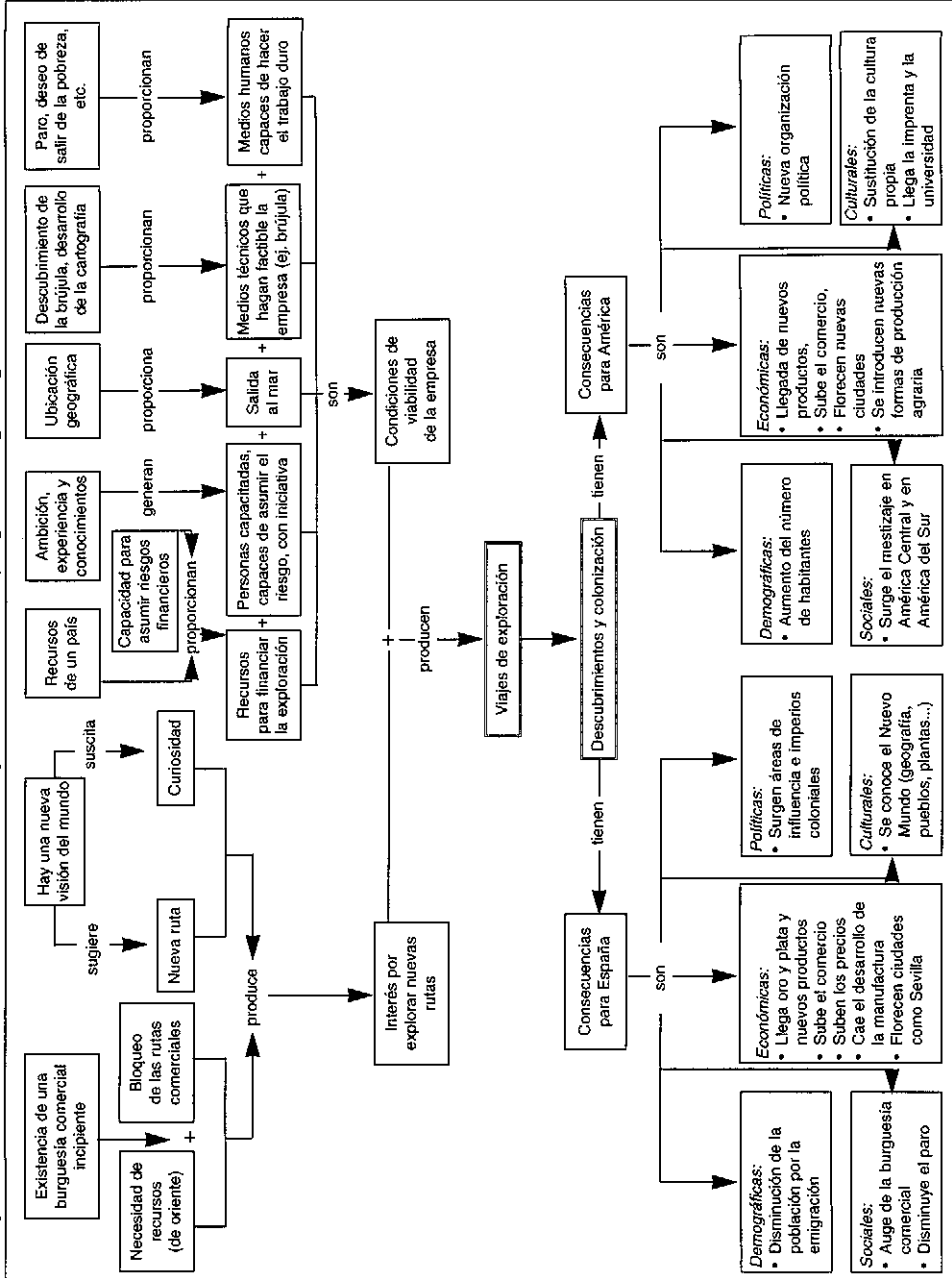 Existencia de una
burguesía comercial
incipiente
+
Necesidad de
recursos
(de oriente)
Bloqueo
de las rutas
comerciales
Hay una nueva
visión del mundo
sugiere
suscita
Nueva ruta
Curiosidad
produce
Interés por
explorar nuevas
rutas
Recursos
de un país
Capacidad para
asumir riesgos
financieros
proporcionan
Recursos
para financiar
la exploración
+
Ambición,
experiencia y
conocimientos
generan
Personas capacitadas,
capaces de asumir el
riesgo, con iniciativa
+
Ubicación
geográfica
proporciona
Salida
al mar
+
Descubrimiento de
la brújula, desarrollo
de la cartografía
proporcionan
Medios técnicos que
hagan factible la
empresa (ej. brújula)
+
Paro, deseo de
salir de la pobreza,
etc.
proporcionan
Medios humanos
capaces de hacer
el trabajo duro
son
Condiciones de
viabilidad
de la empresa
+
producen
Viajes de exploración
Descubrimientos y colonización
tienen
tienen
Consecuencias
para España
son
Demográficas:
• Disminución de la
población por la
emigración
Sociales:
• Auge de la burguesía
comercial
• Disminuye el paro
Económicas:
• Llega oro y plata y
nuevos productos
• Sube el comercio
• Suben los precios
• Cae el desarrollo de
la manufactura
• Florecen ciudades
como Sevilla
Políticas:
• Surgen áreas de
influencia e imperios
coloniales
Culturales:
• Se conoce el Nuevo
Mundo (geografía,
pueblos, plantas...)
Consecuencias
para América
son
Demográficas:
• Aumento del número
de habitantes
Sociales:
• Surge el mestizaje en
América Central y en
América del Sur
Económicas:
• Llegada de nuevos
productos,
• Sube el comercio,
• Florecen nuevas
ciudades
• Se introducen nuevas
formas de producción
agraria
Políticas:
• Nueva organización
política
Culturales:
• Sustitución de la cultura
propia
• Llega la imprenta y la
universidad